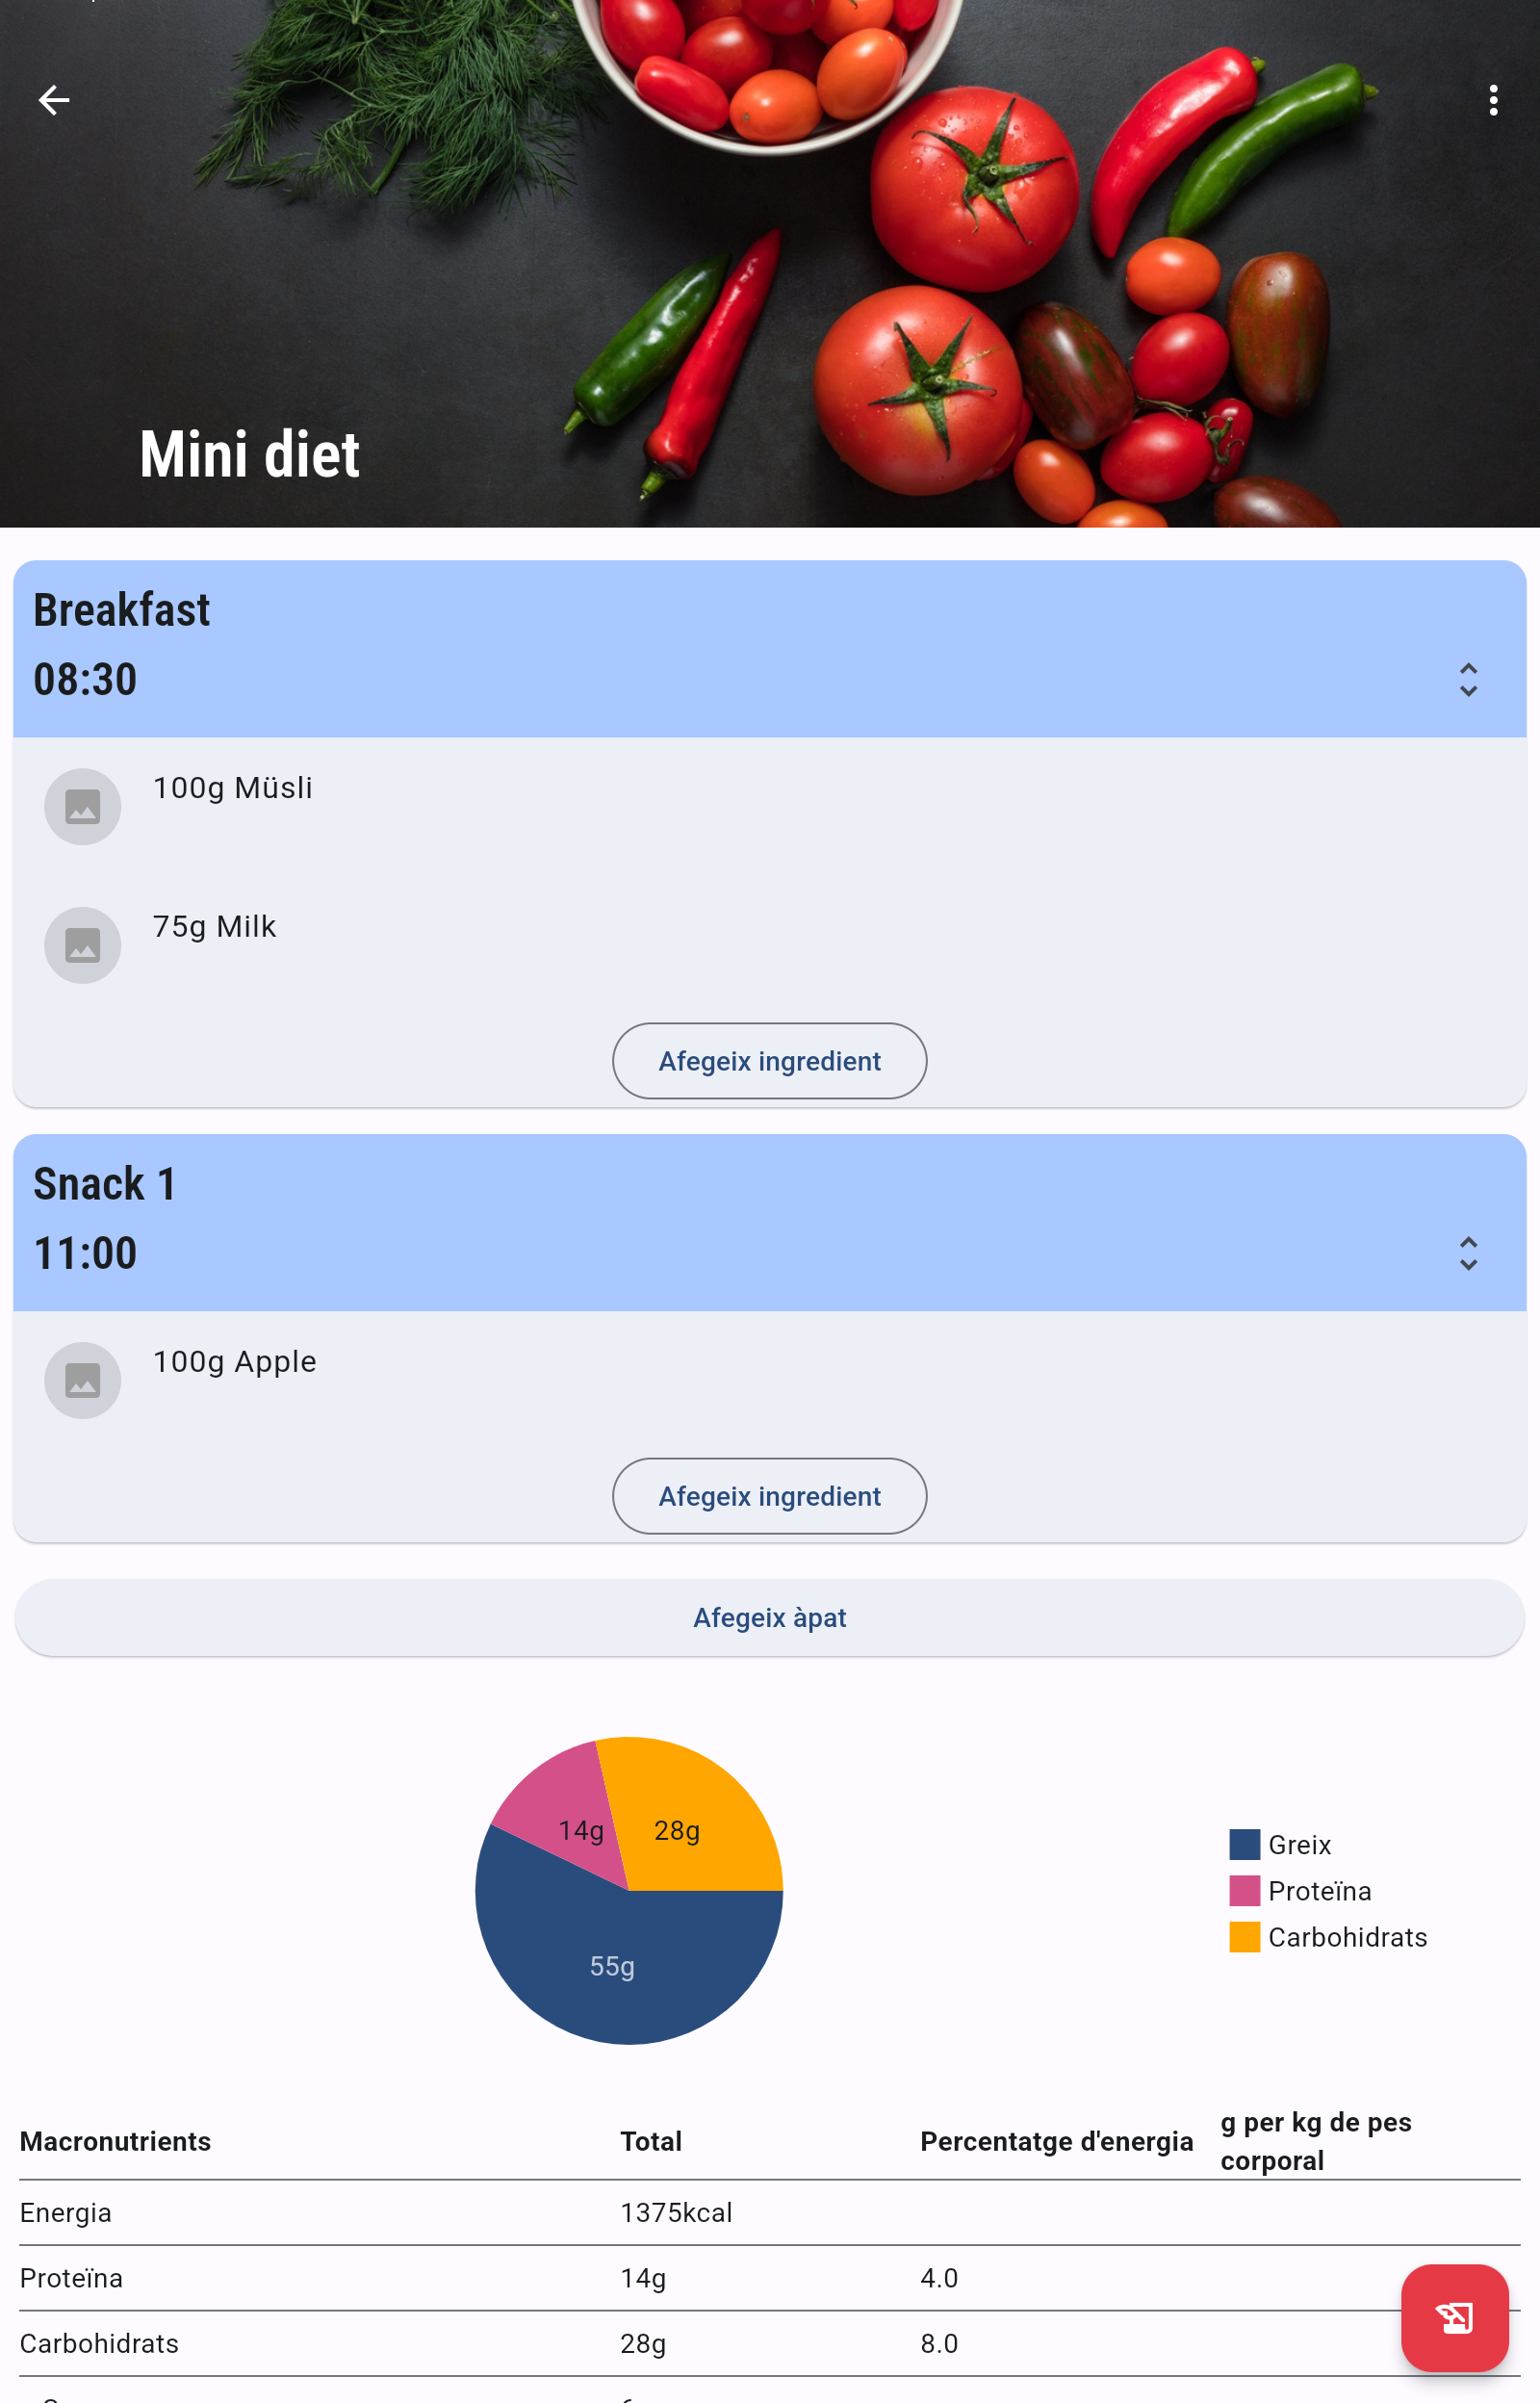 Mini diet
Breakfast
08:30
100g Müsli
75g Milk
Afegeix ingredient
Snack 1
11:00
100g Apple
Afegeix ingredient
Afegeix àpat
14g
28g
55g
Greix
Proteïna
Carbohidrats
Macronutrients Total Percentatge d'energia g per kg de pes corporal
Energia 1375kcal
Proteïna 14g 4.0
Carbohidrats 28g 8.0